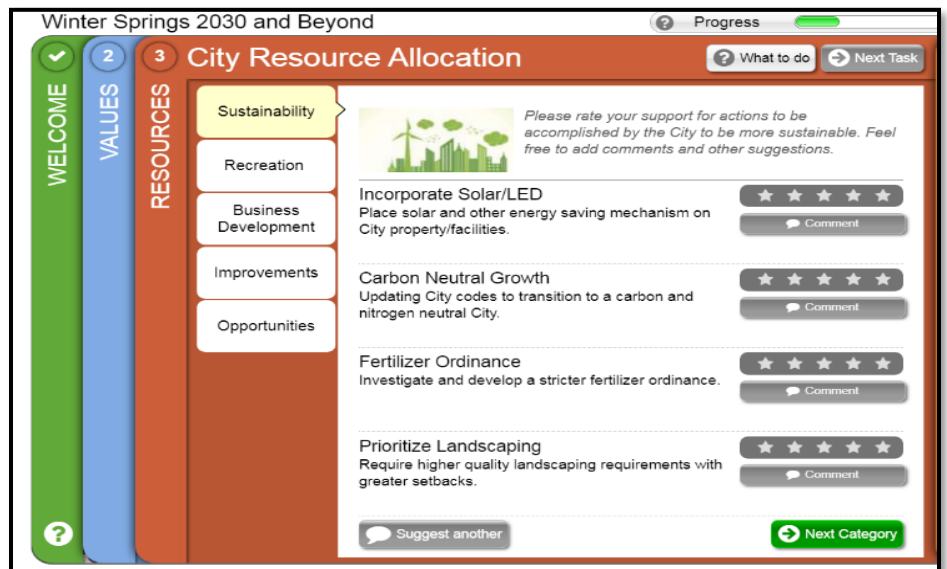 Winter Springs 2030 and Beyond
? Progress
2
3
City Resource Allocation
? What to do
Next Task
WELCOME
VALUES
RESOURCES
Sustainability
Recreation
Business
Development
Improvements
Opportunities
Please rate your support for actions to be
accomplished by the City to be more sustainable. Feel
free to add comments and other suggestions.
Incorporate Solar/LED
Place solar and other energy saving mechanism on
City property/facilities.
Comment
Carbon Neutral Growth
Updating City codes to transition to a carbon and
nitrogen neutral City.
Comment
Fertilizer Ordinance
Investigate and develop a stricter fertilizer ordinance.
Comment
Prioritize Landscaping
Require higher quality landscaping requirements with
greater setbacks.
Comment
?
Suggest another
Next Category